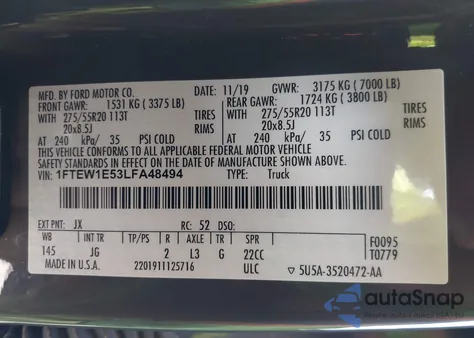 MFD. BY FORD MOTOR CO. 11/19 GVWR: 3175 KG ( 7000 LB)
FRONT GAWR: 1531 KG ( 3375 LB) REAR GAWR: 1724 KG ( 3800 LB)
WITH 275/55R20 113T TIRES WITH 275/55R20 113T TIRES
20x8.5J RIMS 20x8.5J RIMS
AT 240 kPa/ 35 PSI COLD AT 240 kPa/ 35 PSI COLD
THIS VEHICLE CONFORMS TO ALL APPLICABLE FEDERAL MOTOR VEHICLE
SAFETY STANDARDS IN EFFECT ON THE DATE OF MANUFACTURE SHOWN ABOVE.
VIN: 1FTEW1E53LFA48494 TYPE: Truck
EXT PNT: JX RC: 52 DSO:
WB INT TR TP/PS R AXLE TR SPR F0095
145 JG 2 L3 G 22CC T0779
MADE IN U.S.A. 2201911125716 ULC 5U5A-3520472-AA
autoSnap